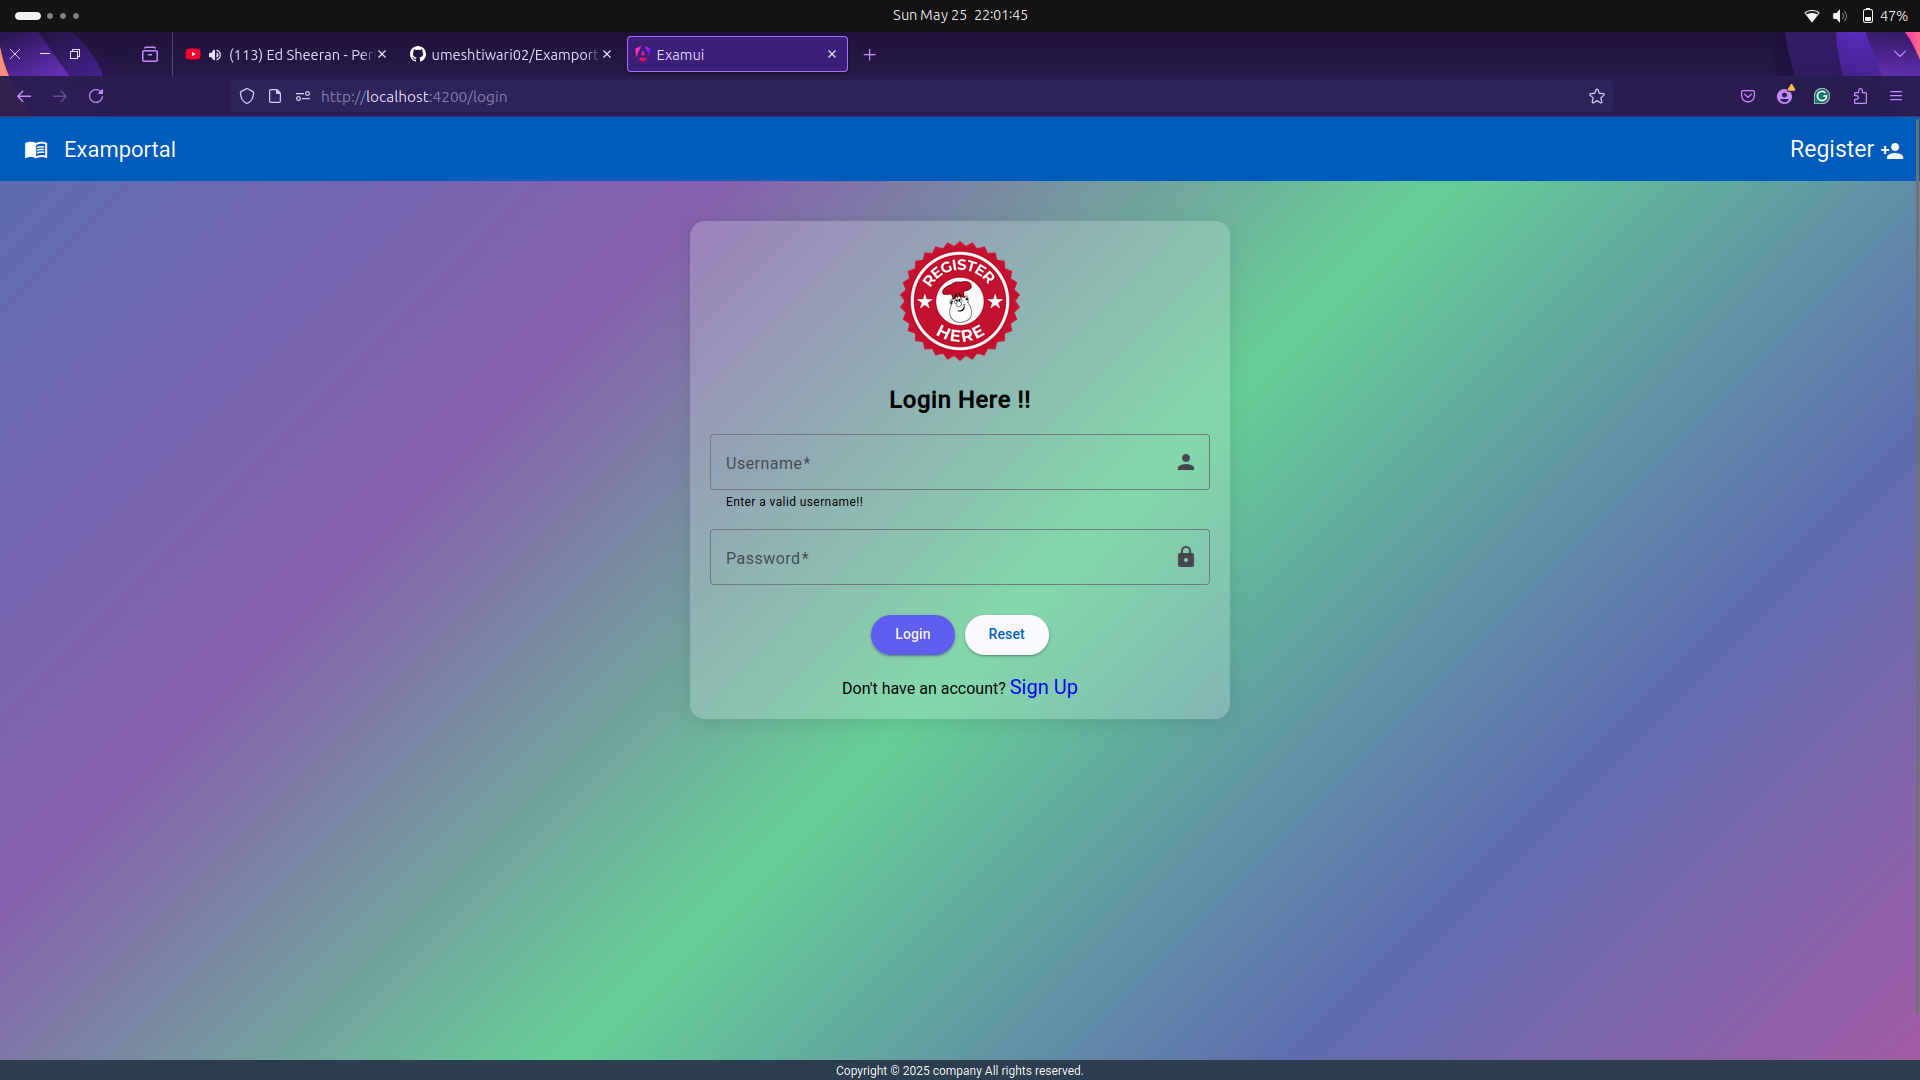 Sun May 25 22:01:45
47%
(113) Ed Sheeran - Per
umeshtiwari02/Examport
Examui
http://localhost:4200/login
Examportal
Register
REGISTER
HERE
Login Here !!
Username*
Enter a valid username!!
Password*
Login
Reset
Don't have an account? Sign Up
Copyright © 2025 company All rights reserved.